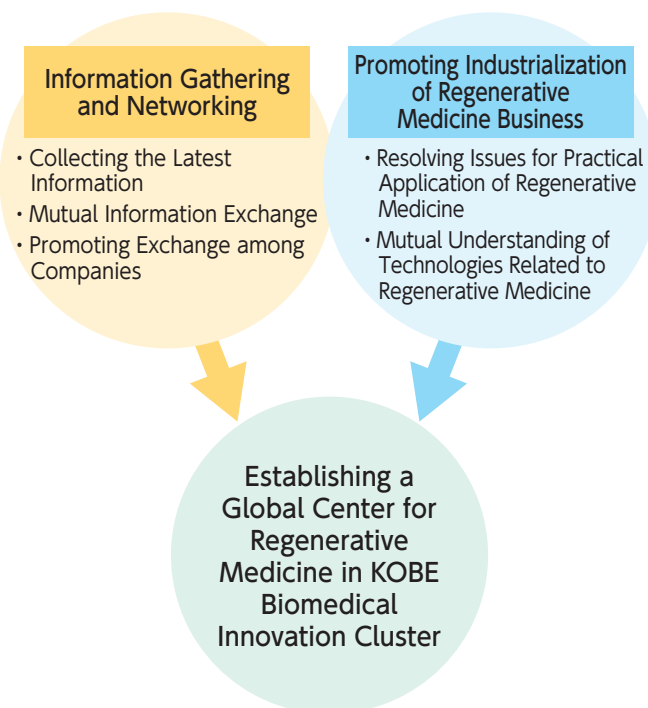 Information Gathering
and Networking
・Collecting the Latest
Information
・Mutual Information Exchange
・Promoting Exchange among
Companies
Promoting Industrialization
of Regenerative
Medicine Business
・Resolving Issues for Practical
Application of Regenerative
Medicine
・Mutual Understanding of
Technologies Related to
Regenerative Medicine
Establishing a
Global Center for
Regenerative
Medicine in KOBE
Biomedical
Innovation Cluster